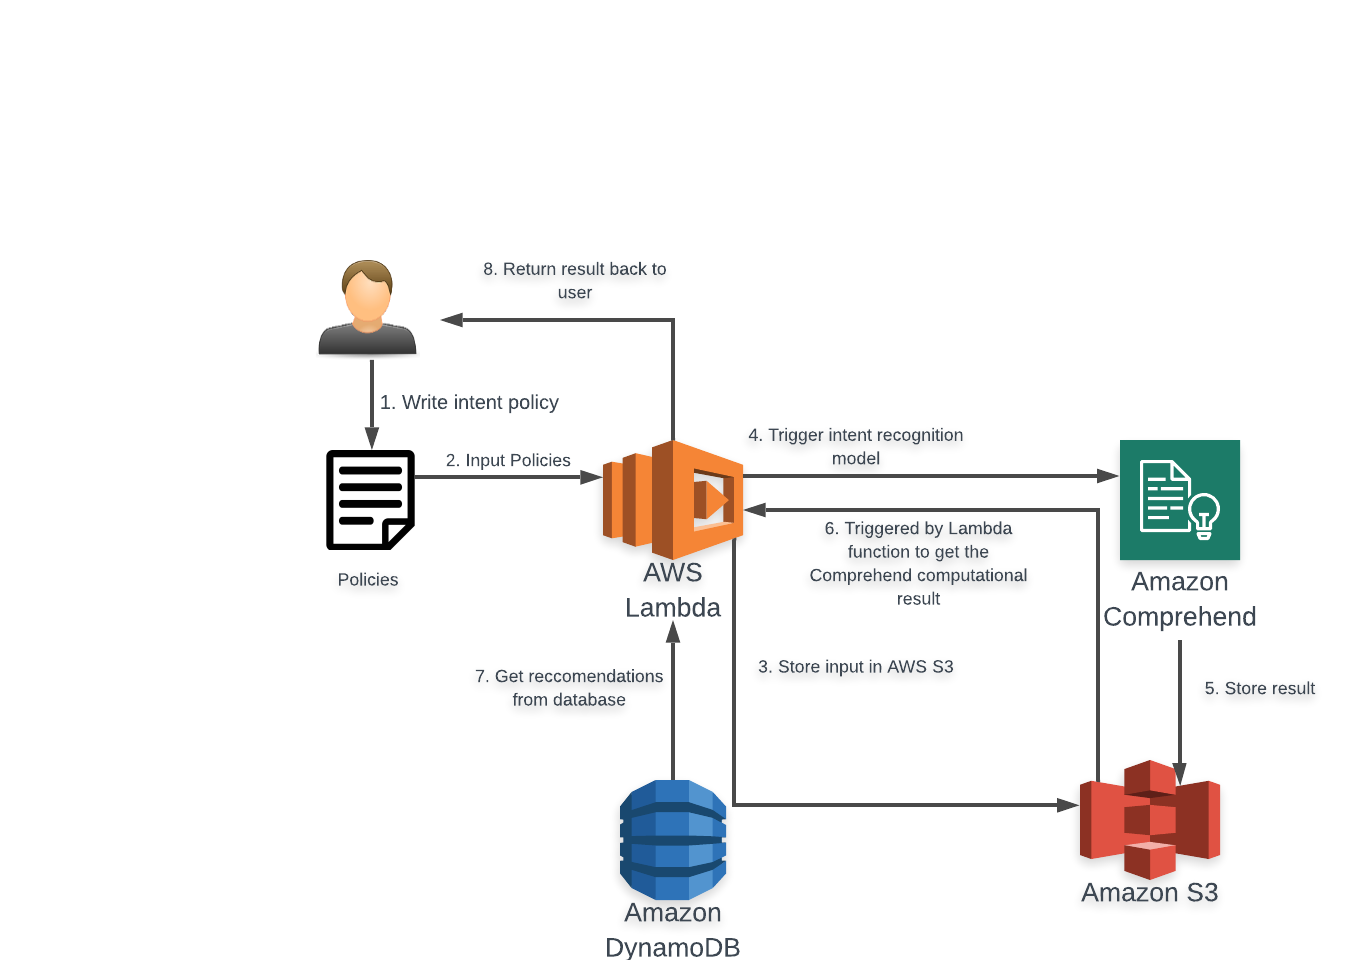 8. Return result back to
user
1. Write intent policy
2. Input Policies
Policies
4. Trigger intent recognition
model
6. Triggered by Lambda
function to get the
Comprehend computational
result
AWS
Lambda
Amazon
Comprehend
7. Get reccomendations
from database
3. Store input in AWS S3
5. Store result
Amazon S3
Amazon
DynamoDB